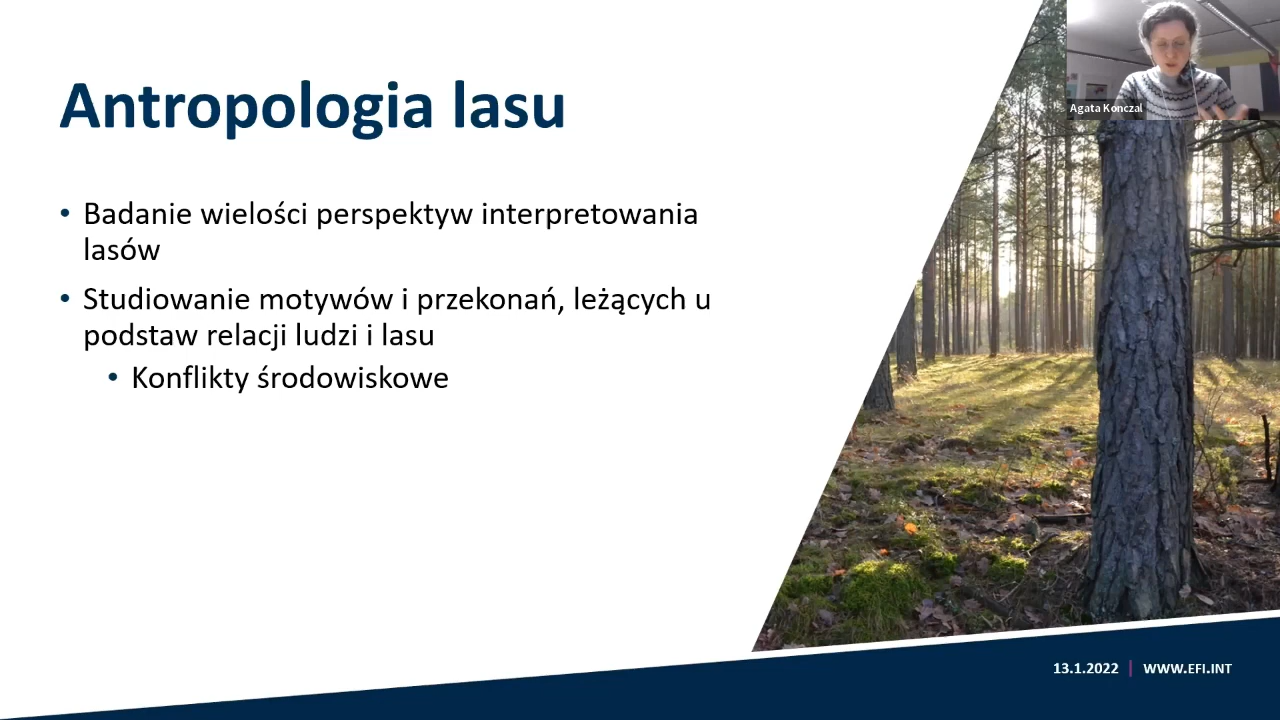 Antropologia lasu
Agata Konczal
• Badanie wielości perspektyw interpretowania
lasów
• Studiowanie motywów i przekonań, leżących u
podstaw relacji ludzi i lasu
• Konflikty środowiskowe
13.1.2022 | WWW.EFI.INT